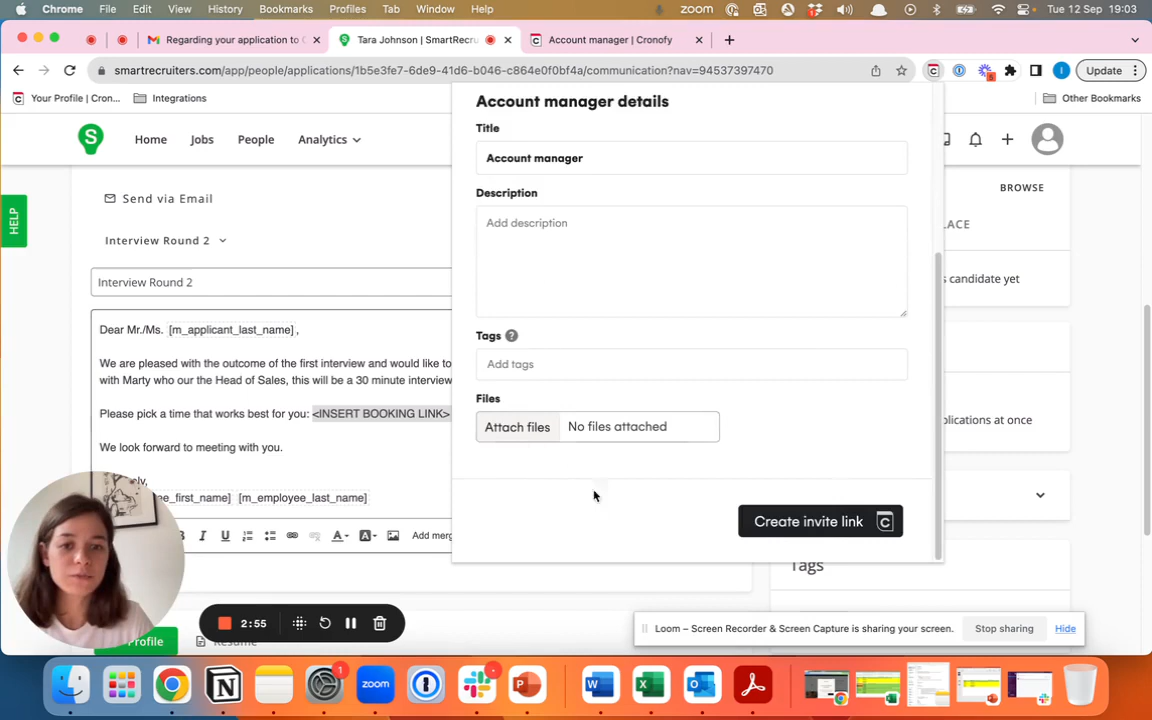 Chrome File Edit View History Bookmarks Profiles Tab Window Help
zoom
Tue 12 Sep 19:03
Regarding your application to
Tara Johnson | SmartRecru
Account manager | Cronofy
smartrecruiters.com/app/people/applications/1b5e3fe7-6de9-41d6-b046-c864e0f0bf4a/communication?nav=94537397470
Update
Your Profile | Cron...
Integrations
Other Bookmarks
S
Home
Jobs
People
Analytics
HELP
Send via Email
Interview Round 2
Interview Round 2
Dear Mr./Ms. [m_applicant_last_name],
We are pleased with the outcome of the first interview and would like to
with Marty who our the Head of Sales, this will be a 30 minute interview
Please pick a time that works best for you: <INSERT BOOKING LINK>
We look forward to meeting with you.
ely,
ee_first_name] [m_employee_last_name]
B I U A A Add merg
Account manager details
Title
Account manager
Description
Add description
Tags
Add tags
Files
Attach files
No files attached
Create invite link
BROWSE
LACE
s candidate yet
plications at once
Tags
2:55
Profile
Resume
Loom – Screen Recorder & Screen Capture is sharing your screen.
Stop sharing
Hide
zoom